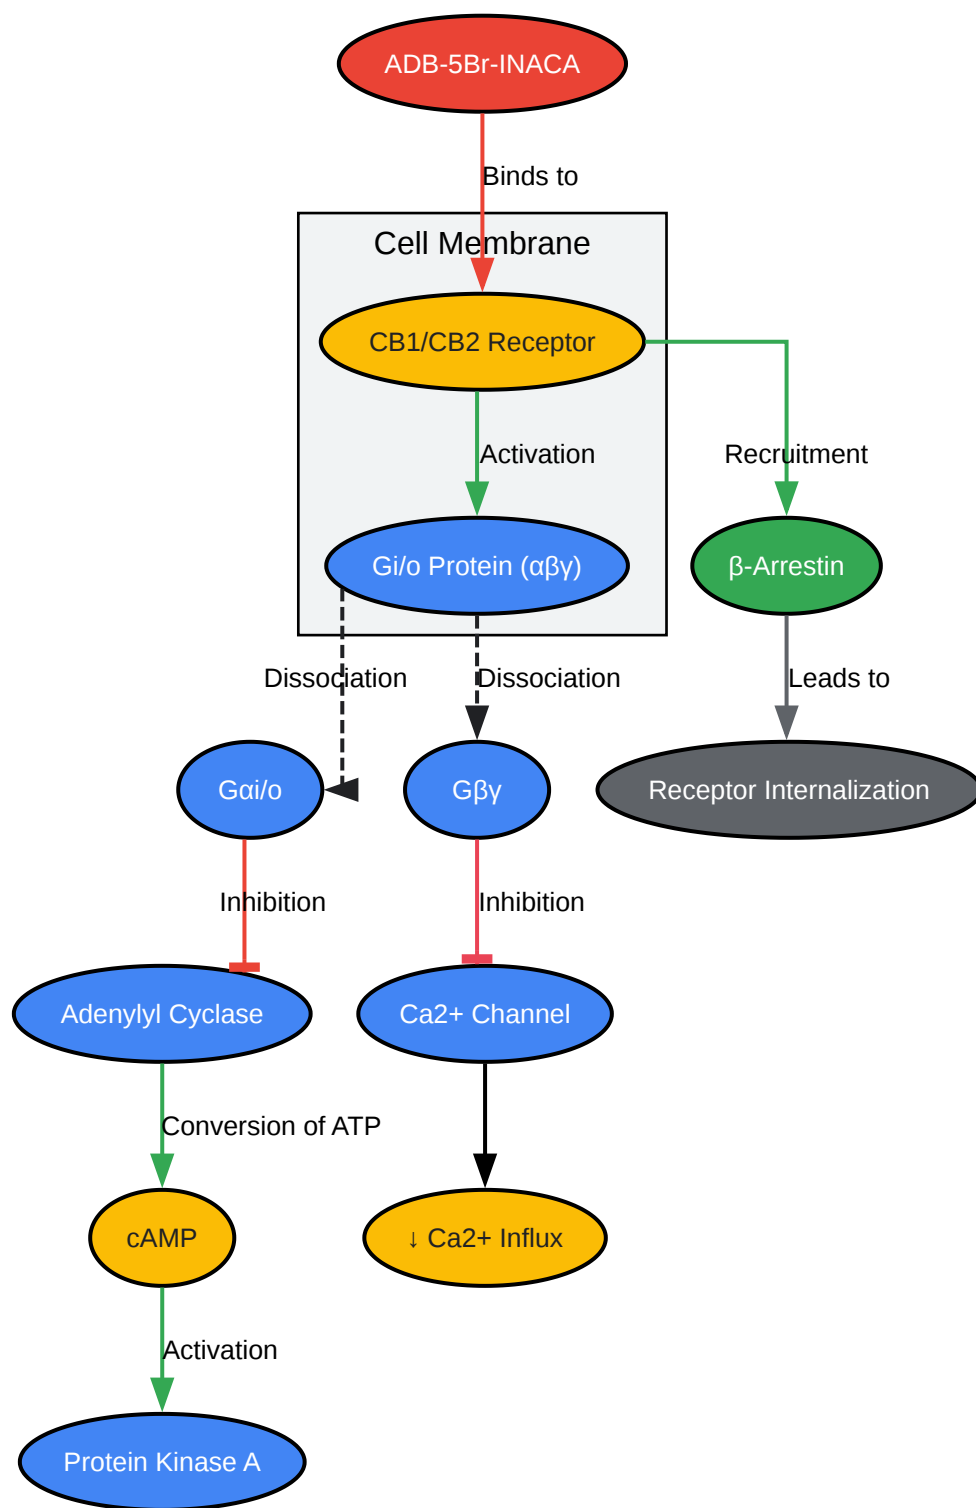 ADB-5Br-INACA
Binds to
Cell Membrane
CB1/CB2 Receptor
Activation
Recruitment
Gi/o Protein (αβγ)
β-Arrestin
Dissociation
Dissociation
Leads to
Gαi/o
Gβγ
Receptor Internalization
Inhibition
Inhibition
Adenylyl Cyclase
Ca2+ Channel
Conversion of ATP
cAMP
↓ Ca2+ Influx
Activation
Protein Kinase A